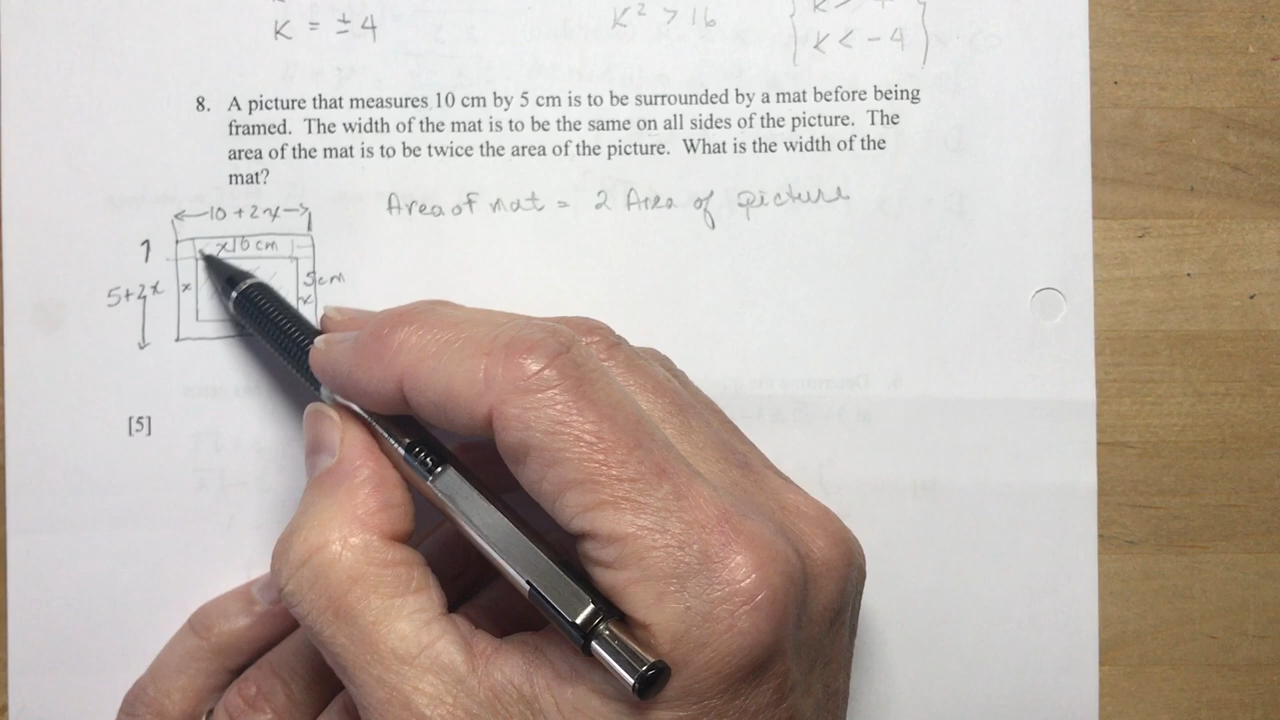 K = ± 4
K² > 16
K < -4
8. A picture that measures 10 cm by 5 cm is to be surrounded by a mat before being
framed. The width of the mat is to be the same on all sides of the picture. The
area of the mat is to be twice the area of the picture. What is the width of the
mat?
Area of mat = 2 Area of picture
10 + 2x
x 10 cm
5+2x
x
5cm
x
[5]